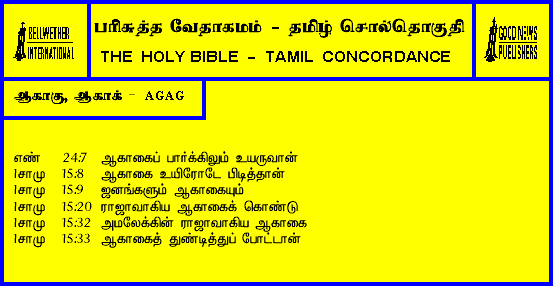 BELLWETHER
INTERNATIONAL
பரிசுத்த வேதாகமம் - தமிழ் சொல்தொகுதி
THE HOLY BIBLE - TAMIL CONCORDANCE
GOOD NEWS
PUBLISHERS
ஆகாகு, ஆகாக் - AGAG
எண் 24:7 ஆகாகைப் பார்க்கிலும் உயருவான்
1சாமு 15:8 ஆகாகை உயிரோடே பிடித்தான்
1சாமு 15:9 ஜனங்களும் ஆகாகையும்
1சாமு 15:20 ராஜாவாகிய ஆகாகைக் கொண்டு
1சாமு 15:32 அமலேக்கின் ராஜாவாகிய ஆகாகை
1சாமு 15:33 ஆகாகைத் துண்டித்துப் போட்டான்